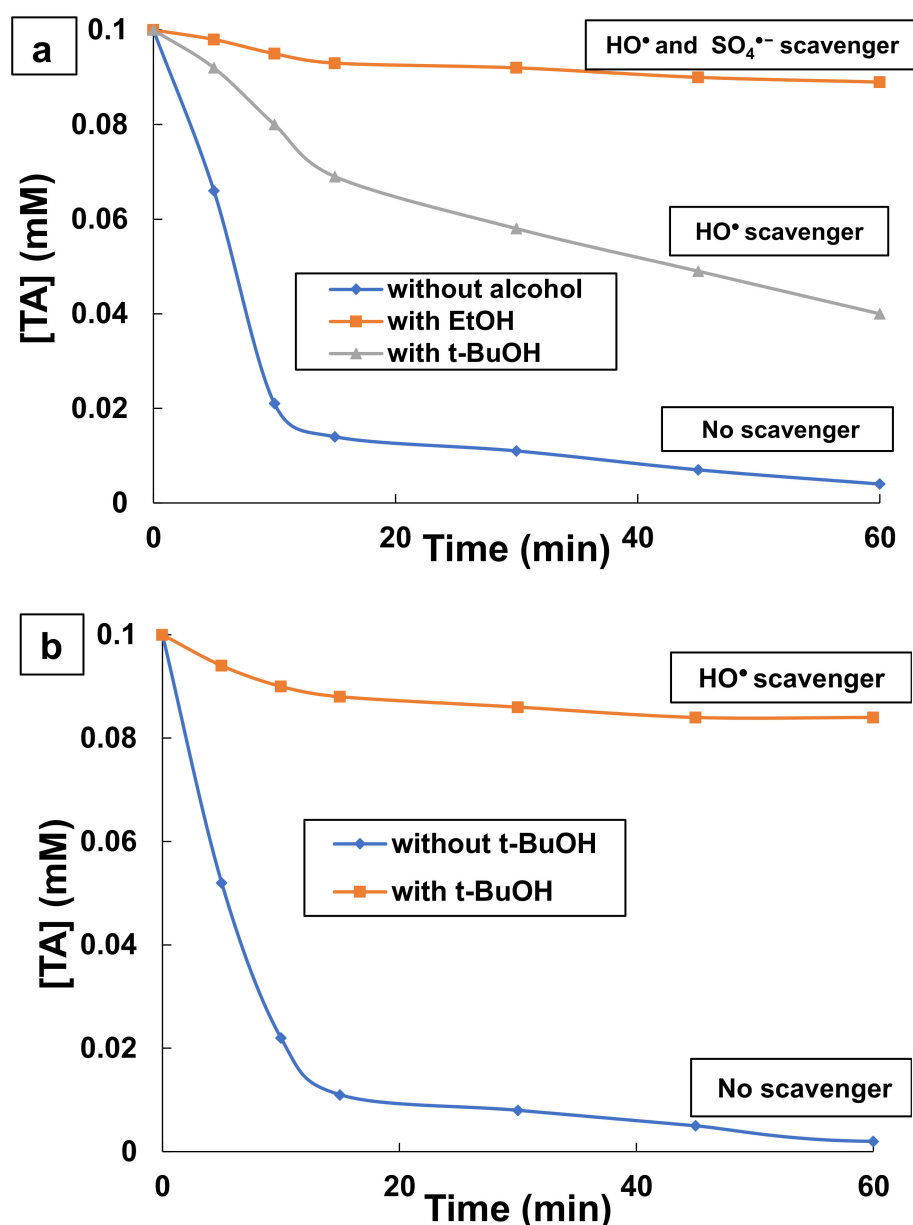 a
0.1
0.08
0.06
0.04
0.02
0
[TA] (mM)
HO• and SO₄•− scavenger
HO• scavenger
without alcohol
with EtOH
with t-BuOH
No scavenger
0
20
40
60
Time (min)
b
0.1
0.08
0.06
0.04
0.02
0
[TA] (mM)
HO• scavenger
without t-BuOH
with t-BuOH
No scavenger
0
20
40
60
Time (min)